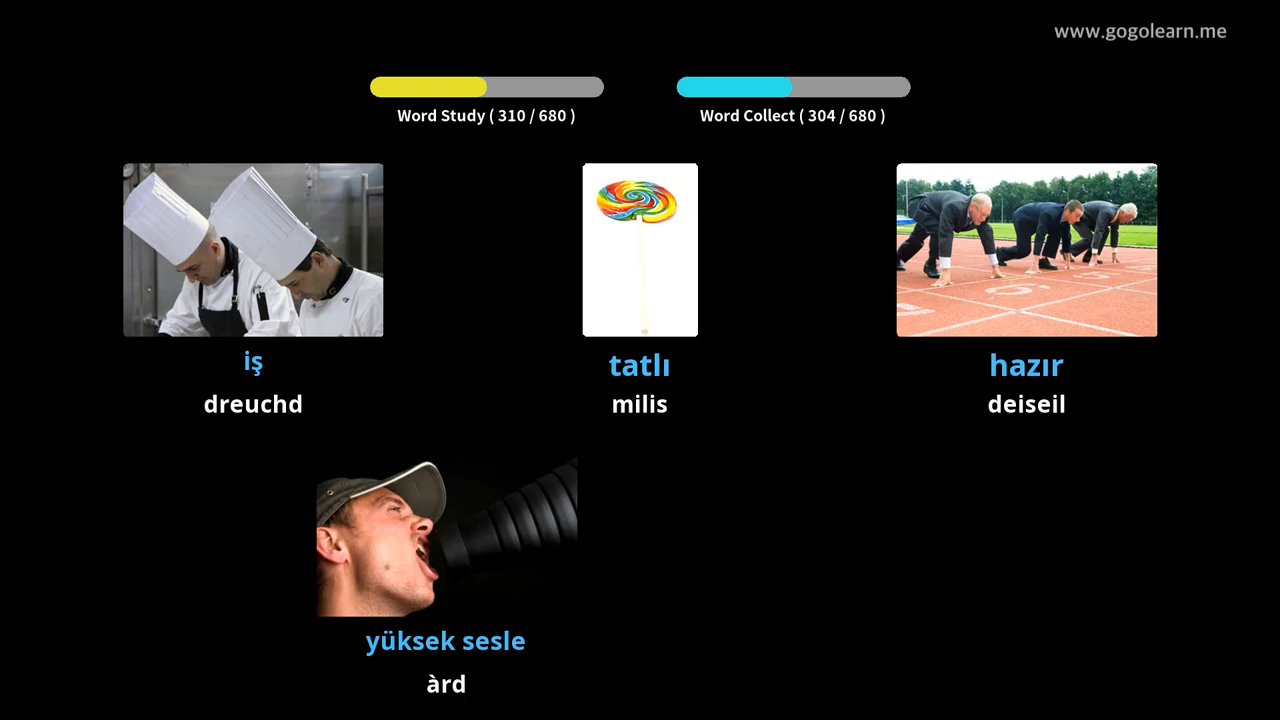 www.gogolearn.me
Word Study ( 310 / 680 )
Word Collect ( 304 / 680 )
iş
dreuchd
tatlı
milis
hazır
deiseil
yüksek sesle
àrd